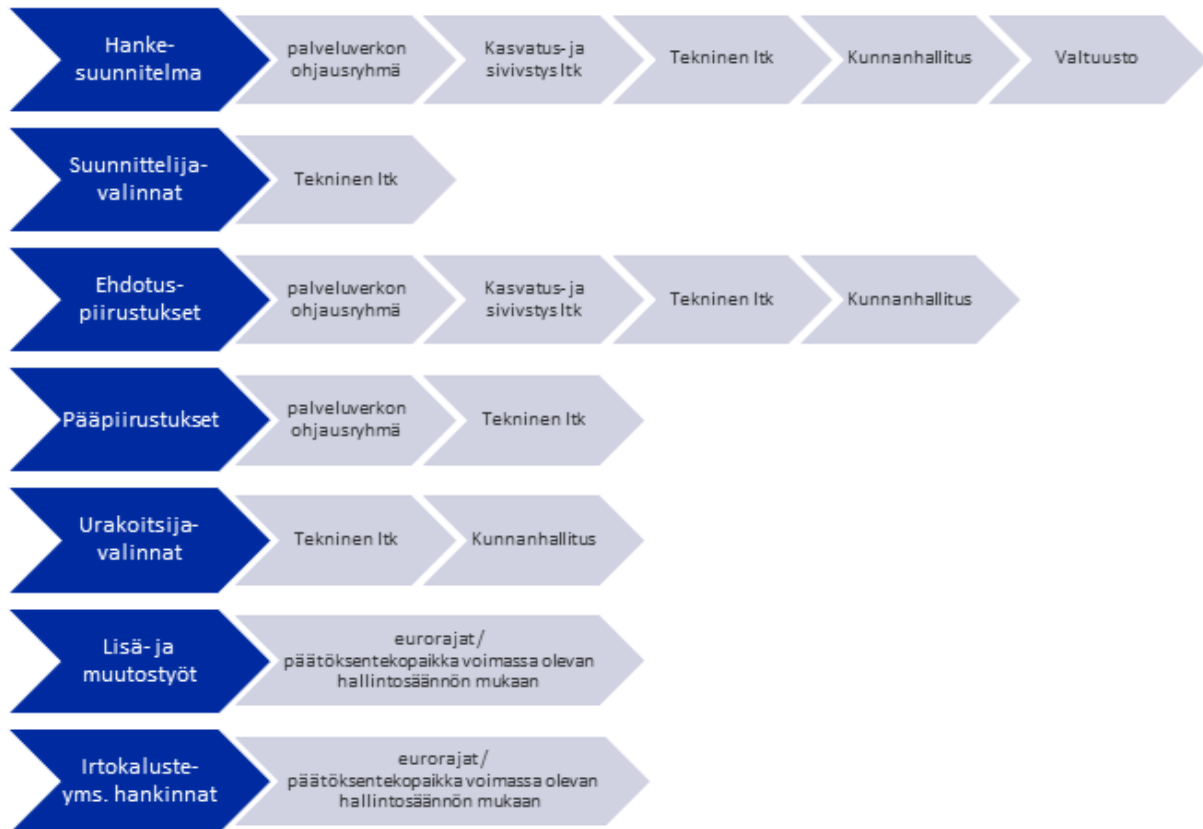 Hanke-
suunnitelma
palveluverkon
ohjausryhmä
Kasvatus- ja
sivivstys ltk
Tekninen ltk
Kunnanhallitus
Valtuusto
Suunnittelija-
valinnat
Tekninen ltk
Ehdotus-
piirustukset
palveluverkon
ohjausryhmä
Kasvatus- ja
sivivstys ltk
Tekninen ltk
Kunnanhallitus
Pääpiirustukset
palveluverkon
ohjausryhmä
Tekninen ltk
Urakoitsija-
valinnat
Tekninen ltk
Kunnanhallitus
Lisä- ja
muutostyöt
eurorajat/
päätöksentekopaikka voimassa olevan
hallintosäännön mukaan
Irtokaluste-
yms. hankinnat
eurorajat/
päätöksentekopaikka voimassa olevan
hallintosäännön mukaan